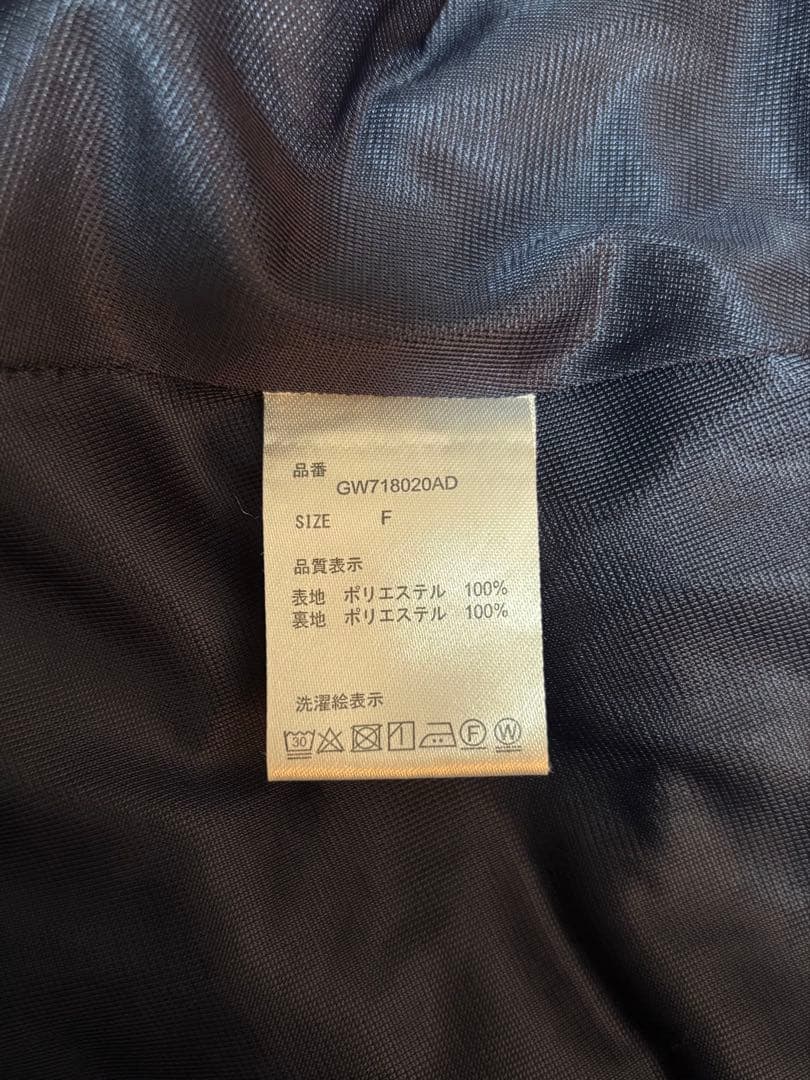 品番
GW718020AD
SIZE F
品質表示
表地 ポリエステル 100%
裏地 ポリエステル 100%
洗濯絵表示
30 F W